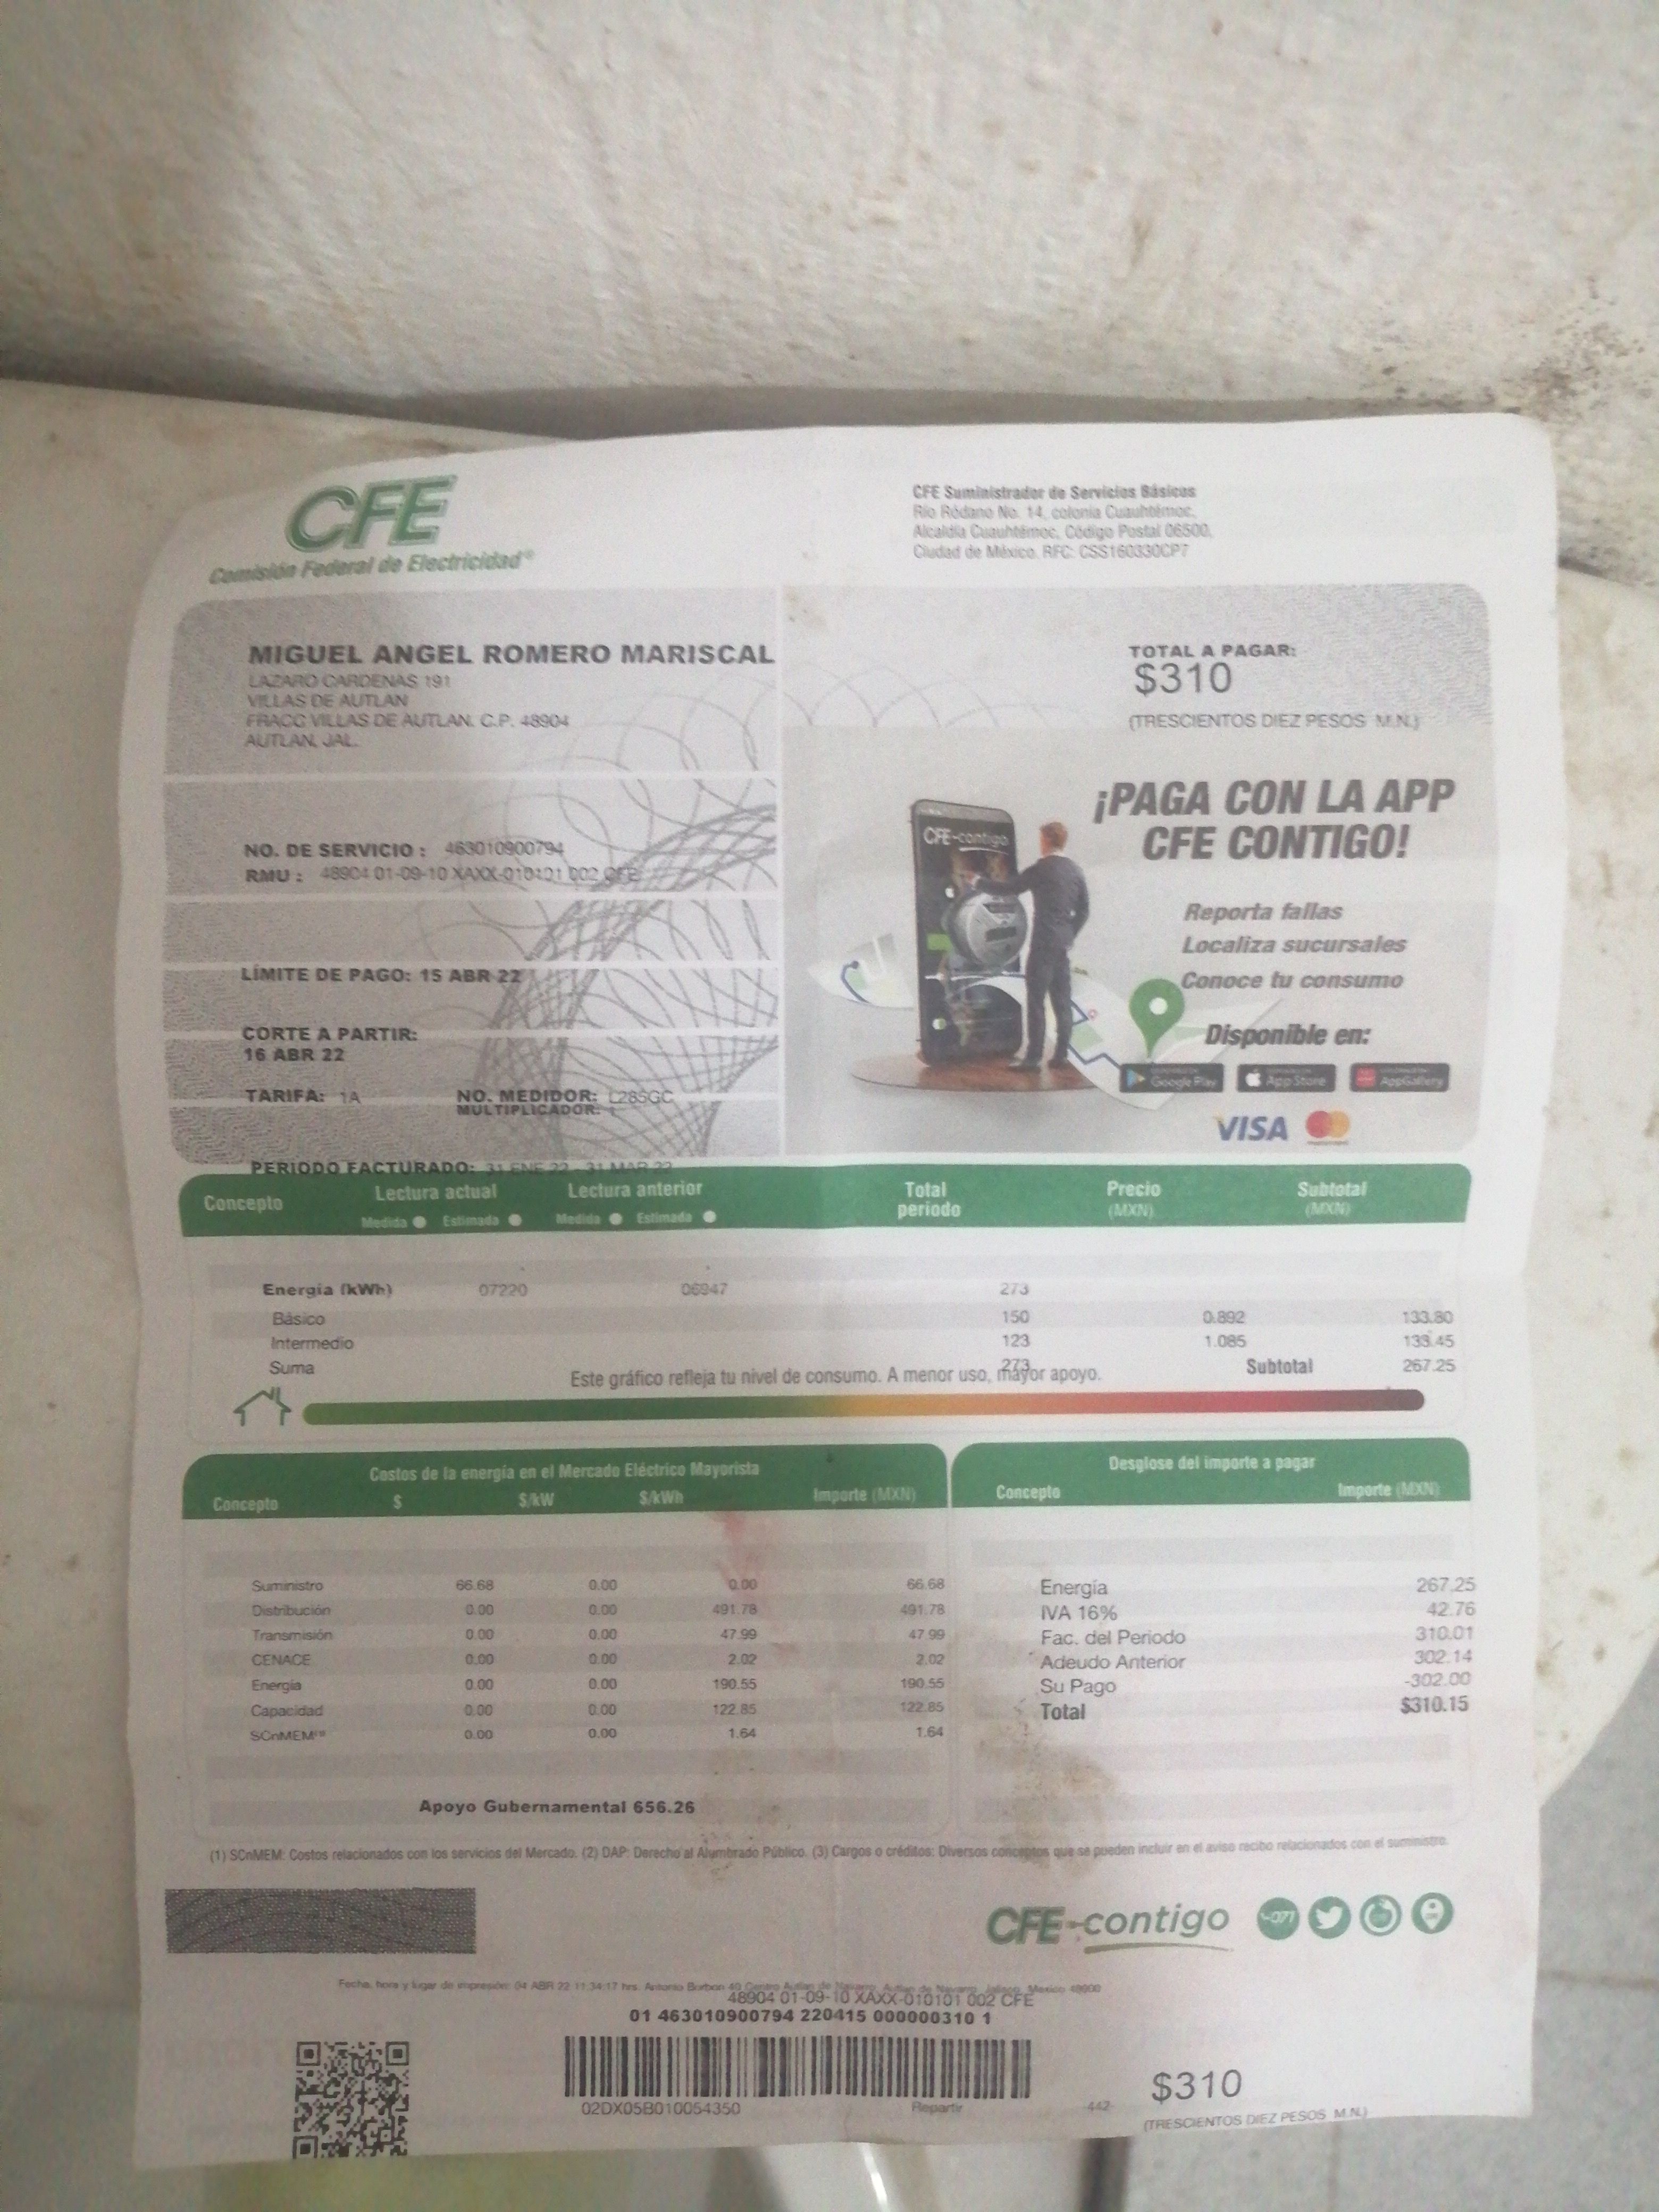 CFE
Comisión Federal de Electricidad®
CFE Suministrador de Servicios Básicos
Río Ródano No. 14, colonia Cuauhtémoc,
Alcaldía Cuauhtémoc, Código Postal 06500,
Ciudad de México. RFC: CSS160330CP7
MIGUEL ANGEL ROMERO MARISCAL
LAZARO CARDENAS 191
VILLAS DE AUTLAN
FRACC VILLAS DE AUTLAN. C.P. 48904
AUTLAN, JAL.
TOTAL A PAGAR:
$310
(TRESCIENTOS DIEZ PESOS M.N.)
NO. DE SERVICIO : 463010900794
RMU : 48904 01-09-10 XAXX-010101 002 CFE
LÍMITE DE PAGO: 15 ABR 22
CORTE A PARTIR:
16 ABR 22
TARIFA: 1A NO. MEDIDOR: L285GC
MULTIPLICADOR: 1
PERIODO FACTURADO: 31 ENE 22 - 31 MAR 22
CFE-contigo
¡PAGA CON LA APP
CFE CONTIGO!
Reporta fallas
Localiza sucursales
Conoce tu consumo
Disponible en:
Google Play App Store AppGallery
VISA
Concepto Lectura actual Lectura anterior Total periodo Precio (MXN) Subtotal (MXN)
Medida Estimada Medida Estimada
Energía (kWh) 07220 06947 273
Básico 150 0.892 133.80
Intermedio 123 1.085 133.45
Suma 273 Subtotal 267.25
Este gráfico refleja tu nivel de consumo. A menor uso, mayor apoyo.
Costos de la energía en el Mercado Eléctrico Mayorista
Concepto $ $/kW $/kWh Importe (MXN)
Suministro 66.68 0.00 0.00 66.68
Distribución 0.00 0.00 491.78 491.78
Transmisión 0.00 0.00 47.99 47.99
CENACE 0.00 0.00 2.02 2.02
Energía 0.00 0.00 190.55 190.55
Capacidad 0.00 0.00 122.85 122.85
SCnMEM 0.00 0.00 1.64 1.64
Apoyo Gubernamental 656.26
Desglose del importe a pagar
Concepto Importe (MXN)
Energía 267.25
IVA 16% 42.76
Fac. del Periodo 310.01
Adeudo Anterior 302.14
Su Pago -302.00
Total $310.15
(1) SCnMEM: Costos relacionados con los servicios del Mercado. (2) DAP: Derecho al Alumbrado Público. (3) Cargos o créditos: Diversos conceptos que se pueden incluir en el aviso recibo relacionados con el suministro.
CFE-contigo
071
Fecha, hora y lugar de impresión: 04 ABR 22 11:34:17 hrs. Antonio Borbon 49 Centro Autlan de Navarro, Autlan de Navarro, Jalisco, Mexico 48900
48904 01-09-10 XAXX-010101 002 CFE
01 463010900794 220415 000000310 1
02DX05B010054350 Repartir 442
$310
(TRESCIENTOS DIEZ PESOS M.N.)